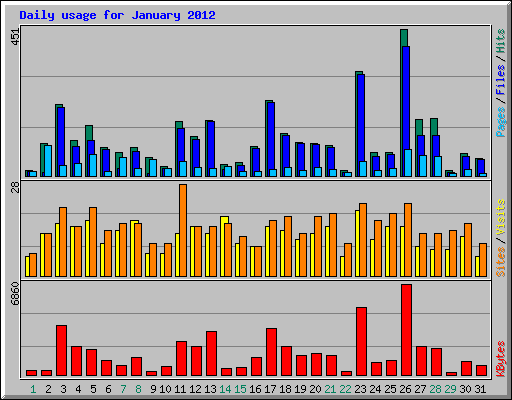 Daily usage for January 2012
451
Pages / Files / Hits
28
Sites / Visits
6860
KBytes
1 2 3 4 5 6 7 8 9 10 11 12 13 14 15 16 17 18 19 20 21 22 23 24 25 26 27 28 29 30 31